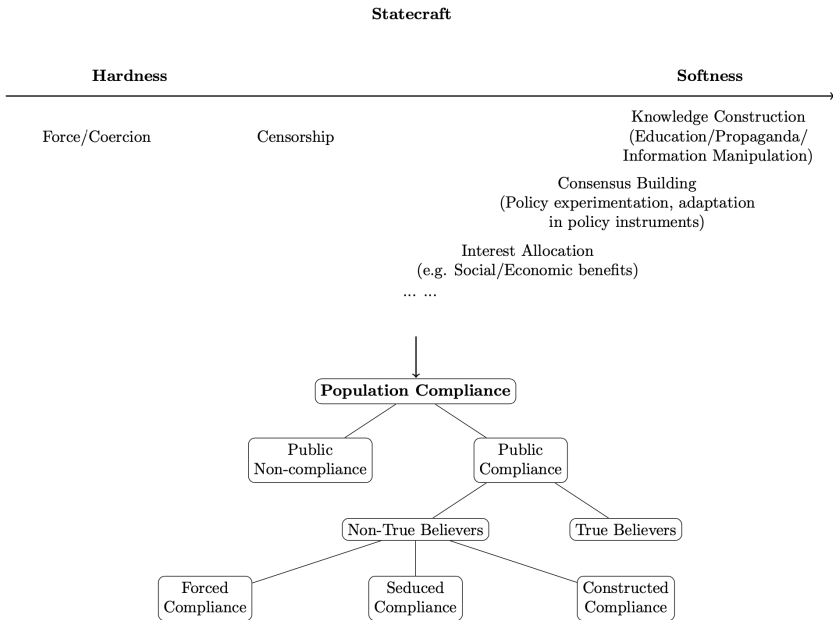 Statecraft
Hardness
Softness
Force/Coercion
Censorship
Knowledge Construction
(Education/Propaganda/
Information Manipulation)
Consensus Building
(Policy experimentation, adaptation
in policy instruments)
Interest Allocation
(e.g. Social/Economic benefits)
... ...
Population Compliance
Public
Non-compliance
Public
Compliance
Non-True Believers
True Believers
Forced
Compliance
Seduced
Compliance
Constructed
Compliance